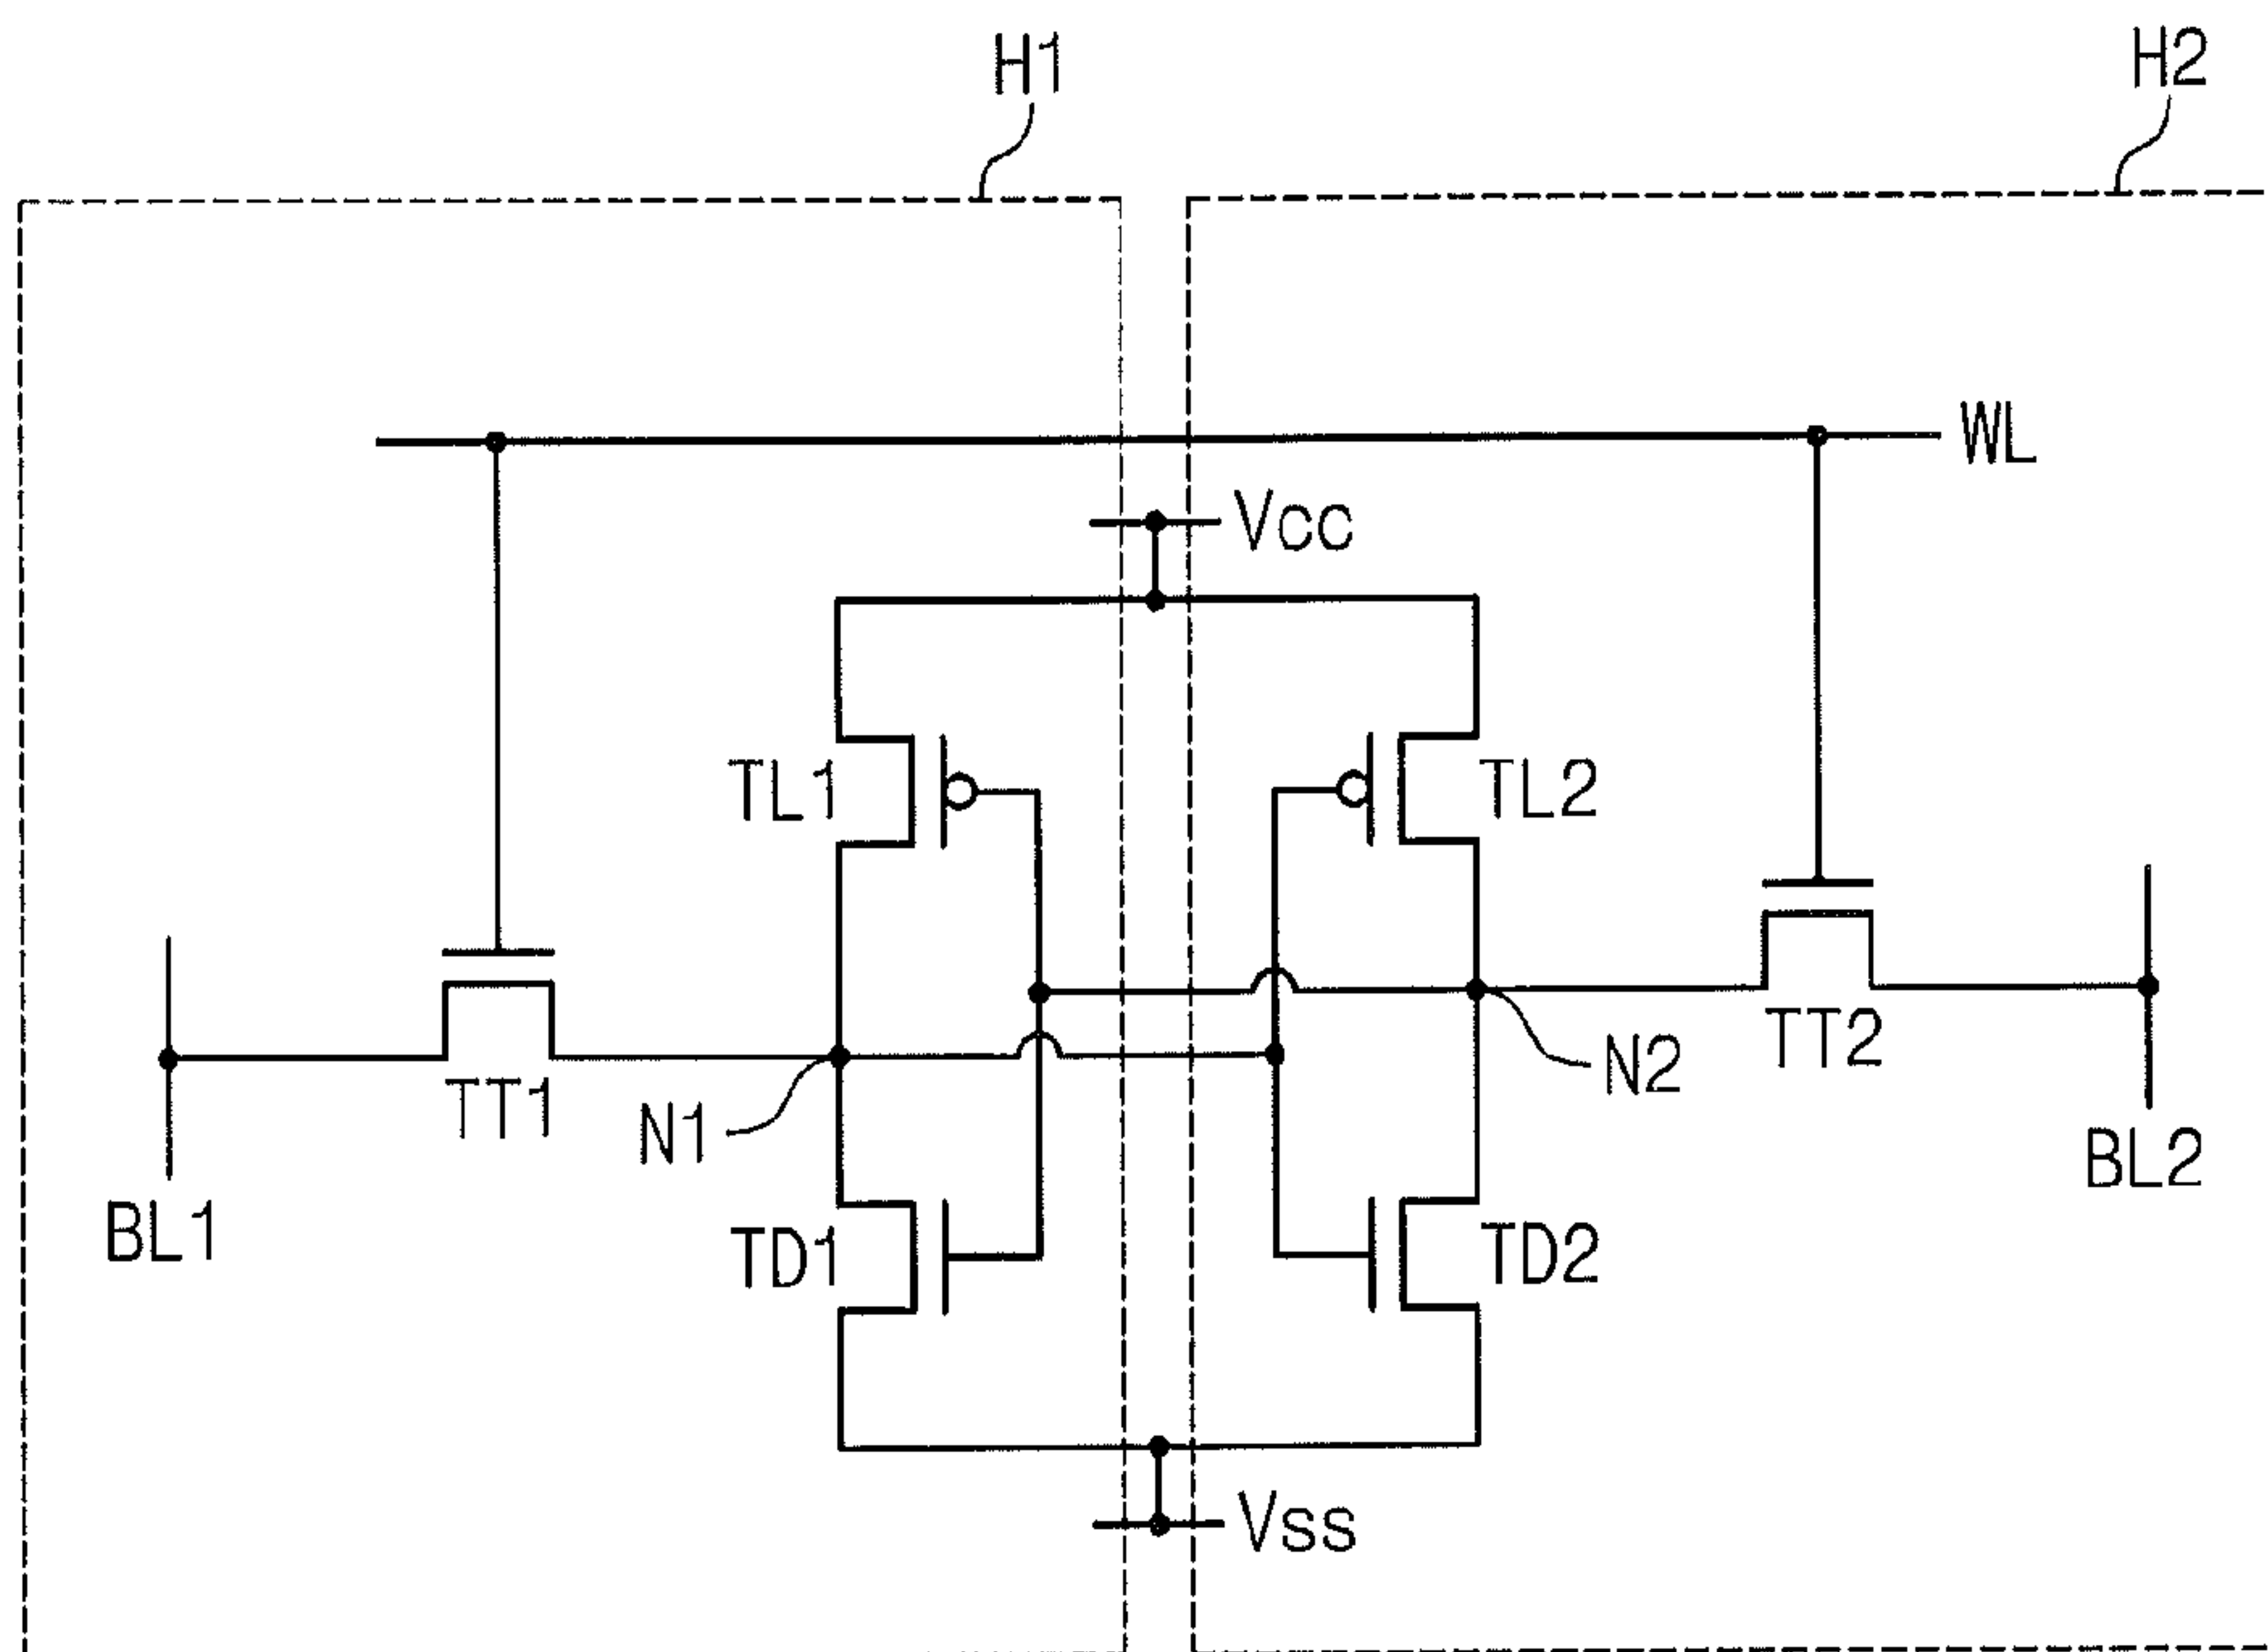 H1
H2
WL
Vcc
TL1
TL2
TT1
N1
N2
TT2
BL1
TD1
TD2
BL2
Vss